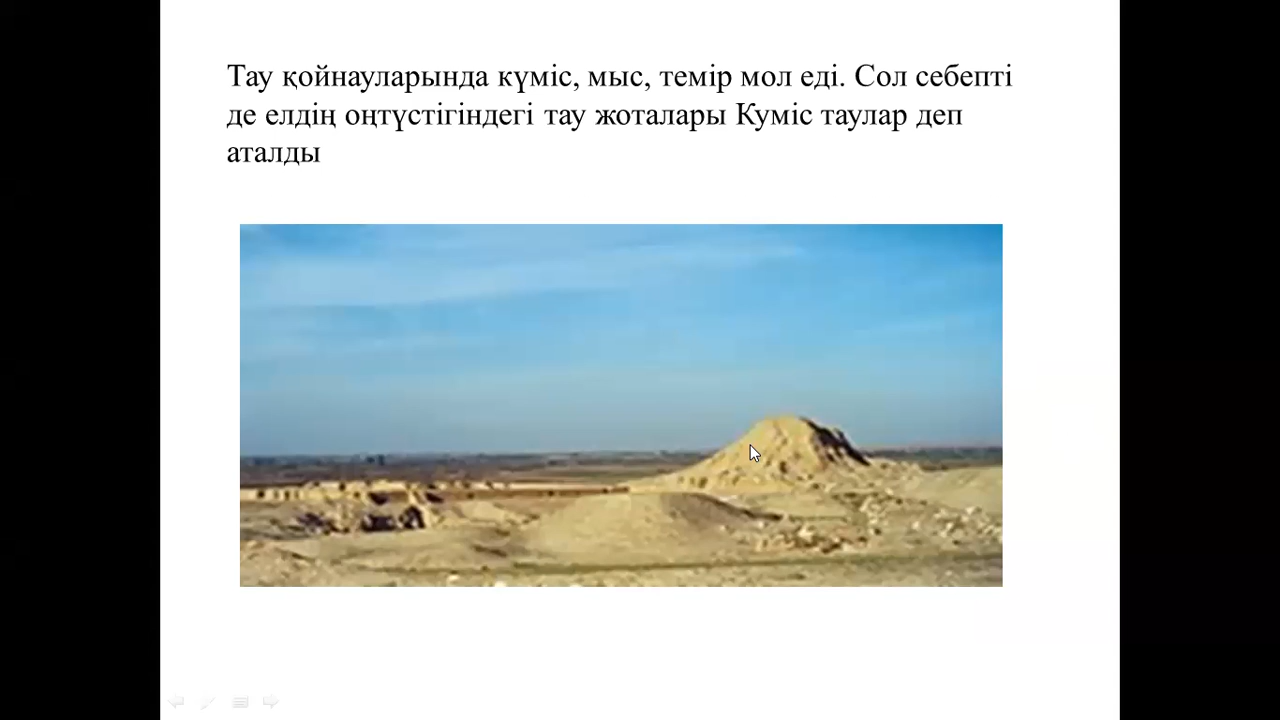 Тау қойнауларында күміс, мыс, темір мол еді. Сол себепті
де елдің оңтүстігіндегі тау жоталары Куміс таулар деп
аталды